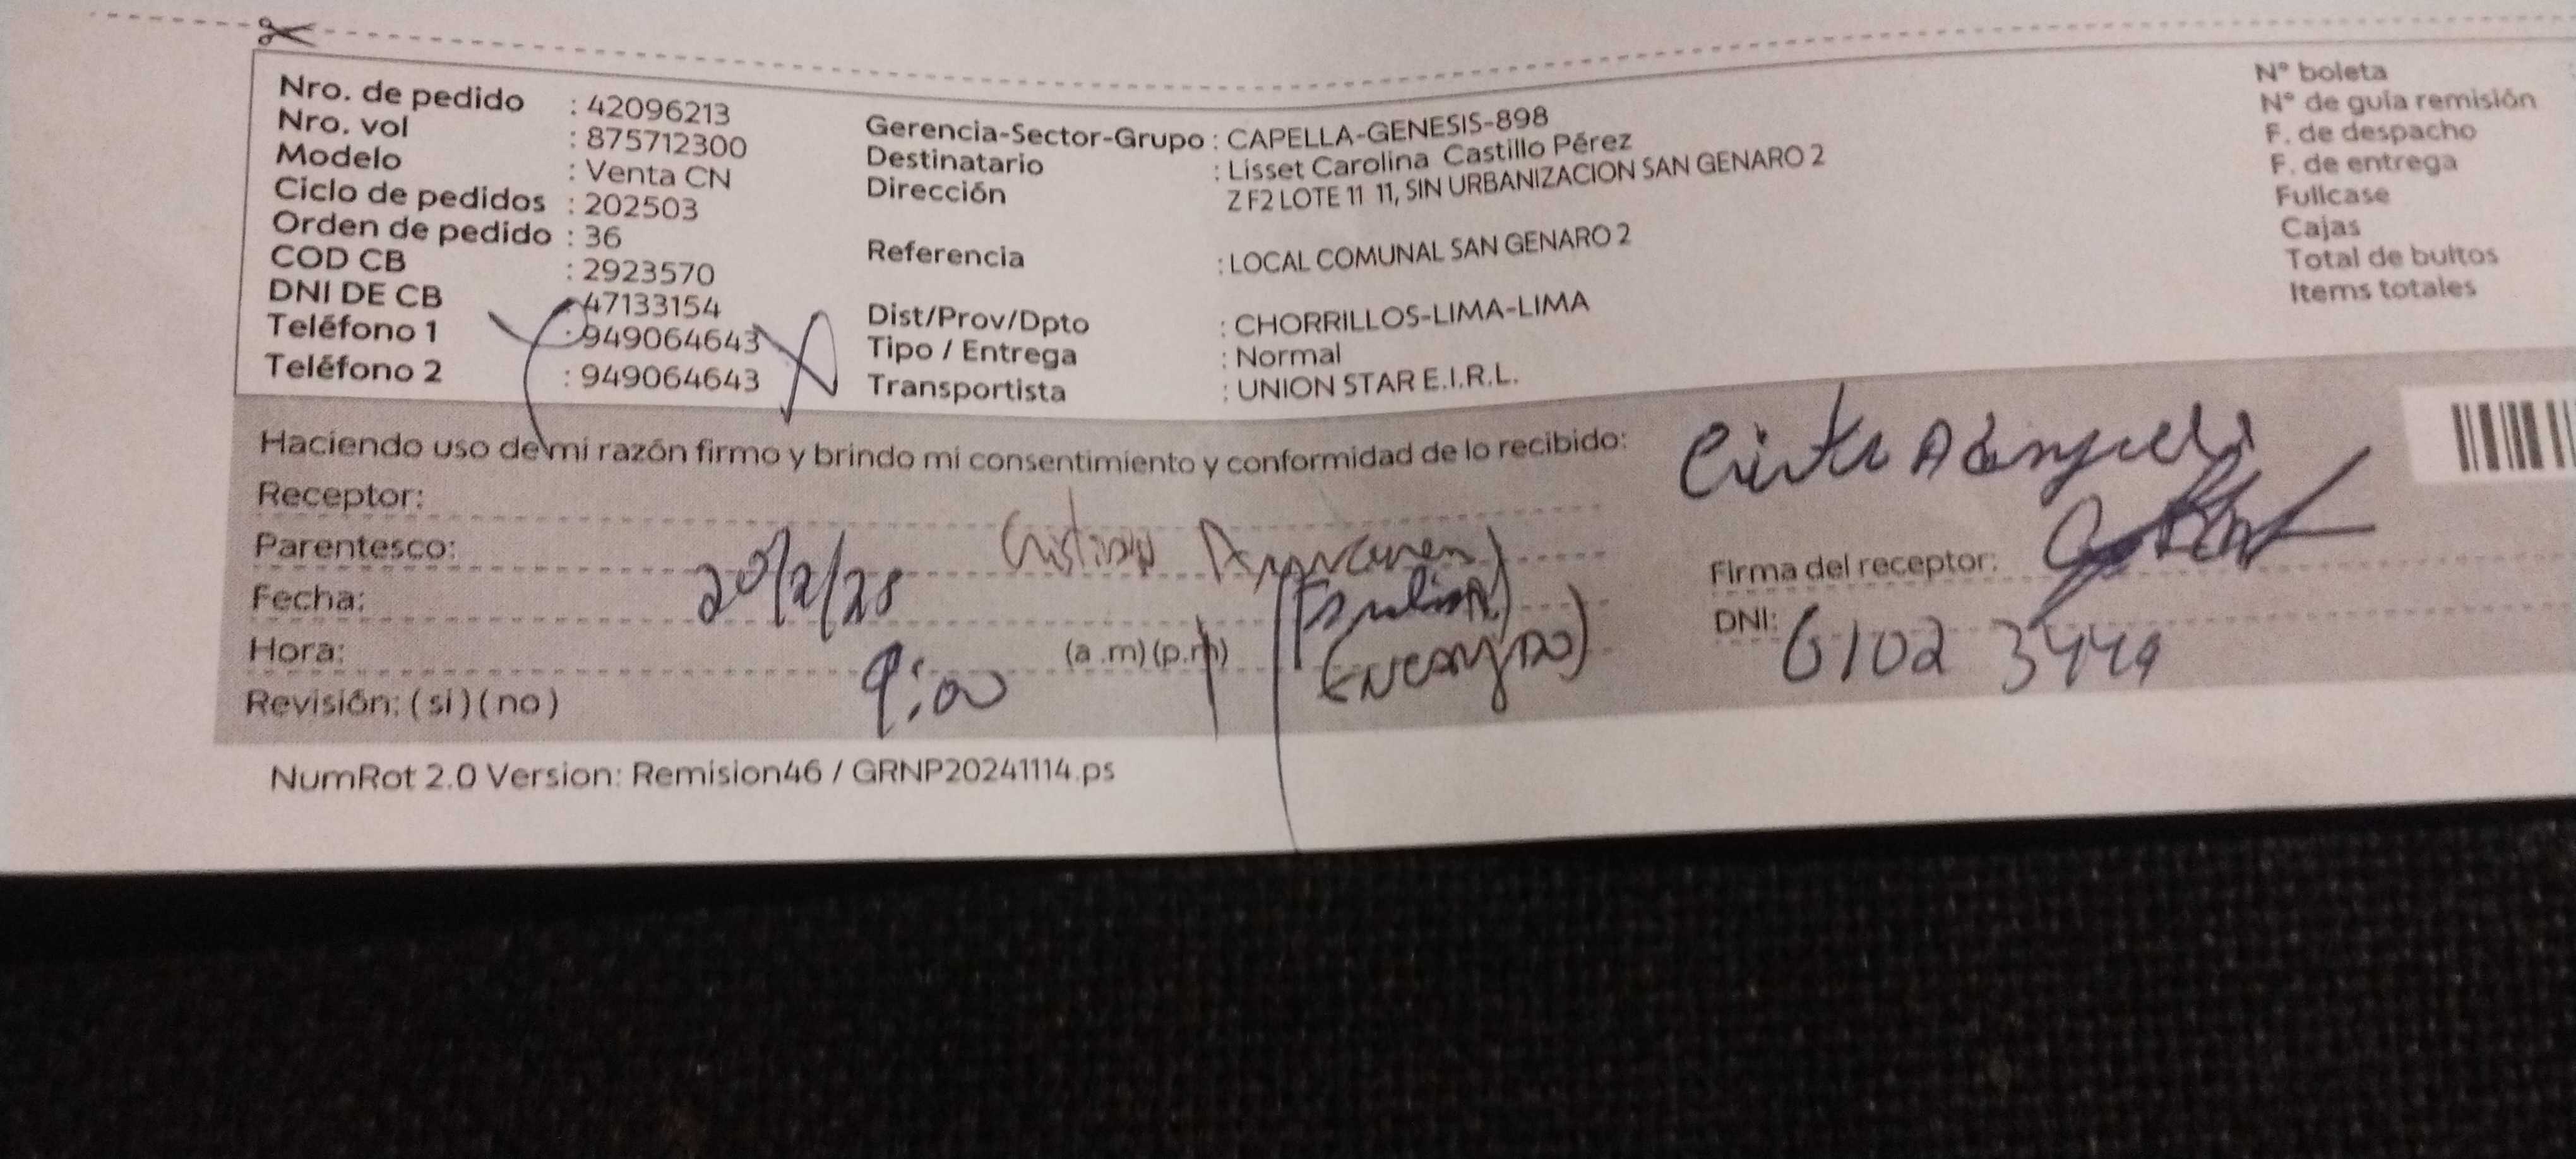 Nro. de pedido : 42096213
Nro. vol : 875712300
Modelo : Venta CN
Ciclo de pedidos : 202503
Orden de pedido : 36
COD CB : 2923570
DNI DE CB : 47133154
Teléfono 1 : 949064643
Teléfono 2 : 949064643
Gerencia-Sector-Grupo : CAPELLA-GENESIS-898
Destinatario : Lisset Carolina Castillo Pérez
Dirección Z F2 LOTE 11 11, SIN URBANIZACION SAN GENARO 2
Referencia : LOCAL COMUNAL SAN GENARO 2
Dist/Prov/Dpto : CHORRILLOS-LIMA-LIMA
Tipo / Entrega : Normal
Transportista : UNION STAR E.I.R.L.
N° boleta
N° de guía remisión
F. de despacho
F. de entrega
Fullcase
Cajas
Total de bultos
Items totales
Haciendo uso de mi razón firmo y brindo mi consentimiento y conformidad de lo recibido:
Receptor:
Parentesco:
Fecha: 20/2/25
Hora: 9:00 (a .m) (p.m)
Revisión: ( si ) ( no )
(Encargado)
Firma del receptor:
DNI: 6102 3449
NumRot 2.0 Version: Remision46 / GRNP20241114.ps